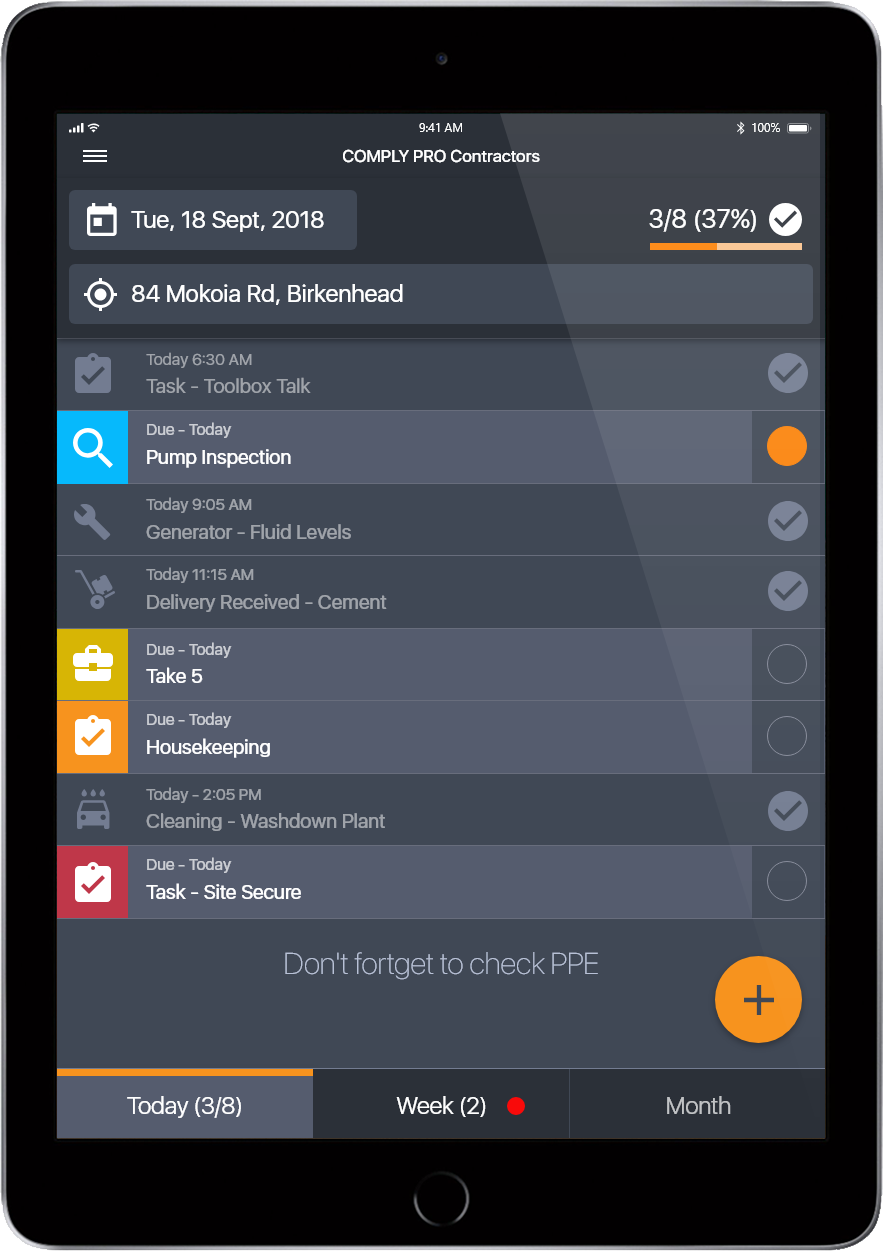 9:41 AM 100%
COMPLY PRO Contractors
Tue, 18 Sept, 2018
3/8 (37%)
84 Mokoia Rd, Birkenhead
Today 6:30 AM
Task - Toolbox Talk
Due - Today
Pump Inspection
Today 9:05 AM
Generator - Fluid Levels
Today 11:15 AM
Delivery Received - Cement
Due - Today
Take 5
Due - Today
Housekeeping
Today - 2:05 PM
Cleaning - Washdown Plant
Due - Today
Task - Site Secure
Don't fortget to check PPE
Today (3/8)
Week (2)
Month